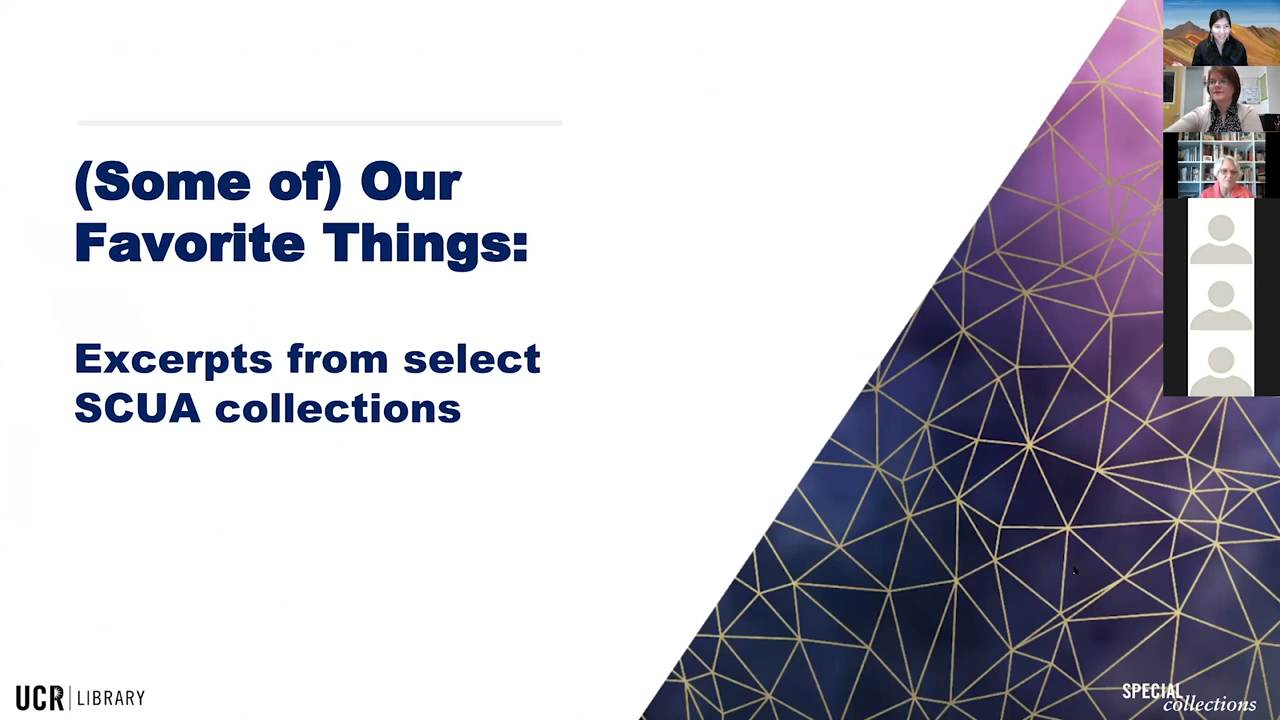 (Some of) Our
Favorite Things:
Excerpts from select
SCUA collections
UCR LIBRARY
SPECIAL
collections